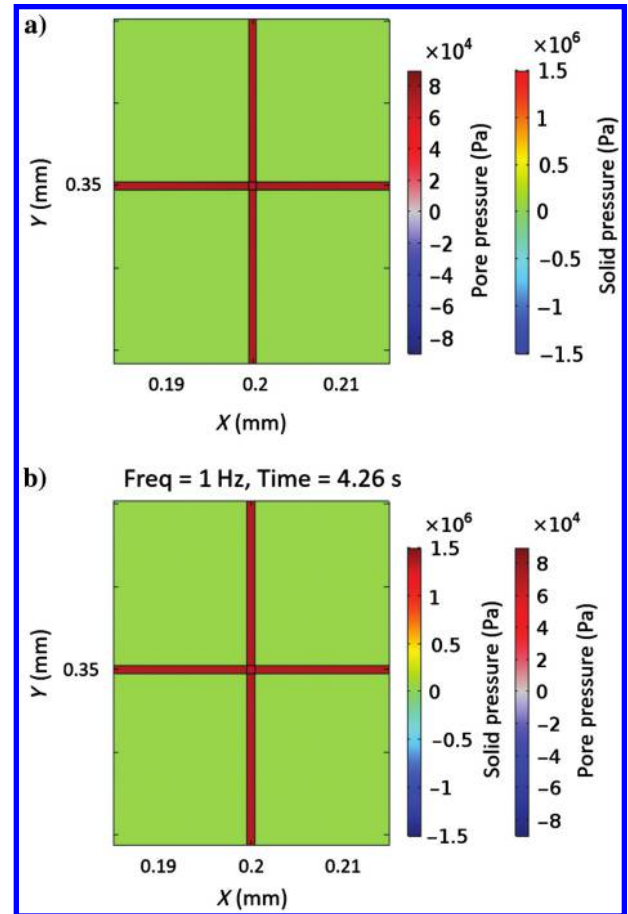 a)
×10⁴
×10⁶
8
6
4
2
0
−2
−4
−6
−8
Pore pressure (Pa)
1.5
1
0.5
0
−0.5
−1
−1.5
Solid pressure (Pa)
Y (mm)
0.35
0.19 0.2 0.21
X (mm)
b)
Freq = 1 Hz, Time = 4.26 s
×10⁶
×10⁴
1.5
1
0.5
0
−0.5
−1
−1.5
Solid pressure (Pa)
8
6
4
2
0
−2
−4
−6
−8
Pore pressure (Pa)
Y (mm)
0.35
0.19 0.2 0.21
X (mm)